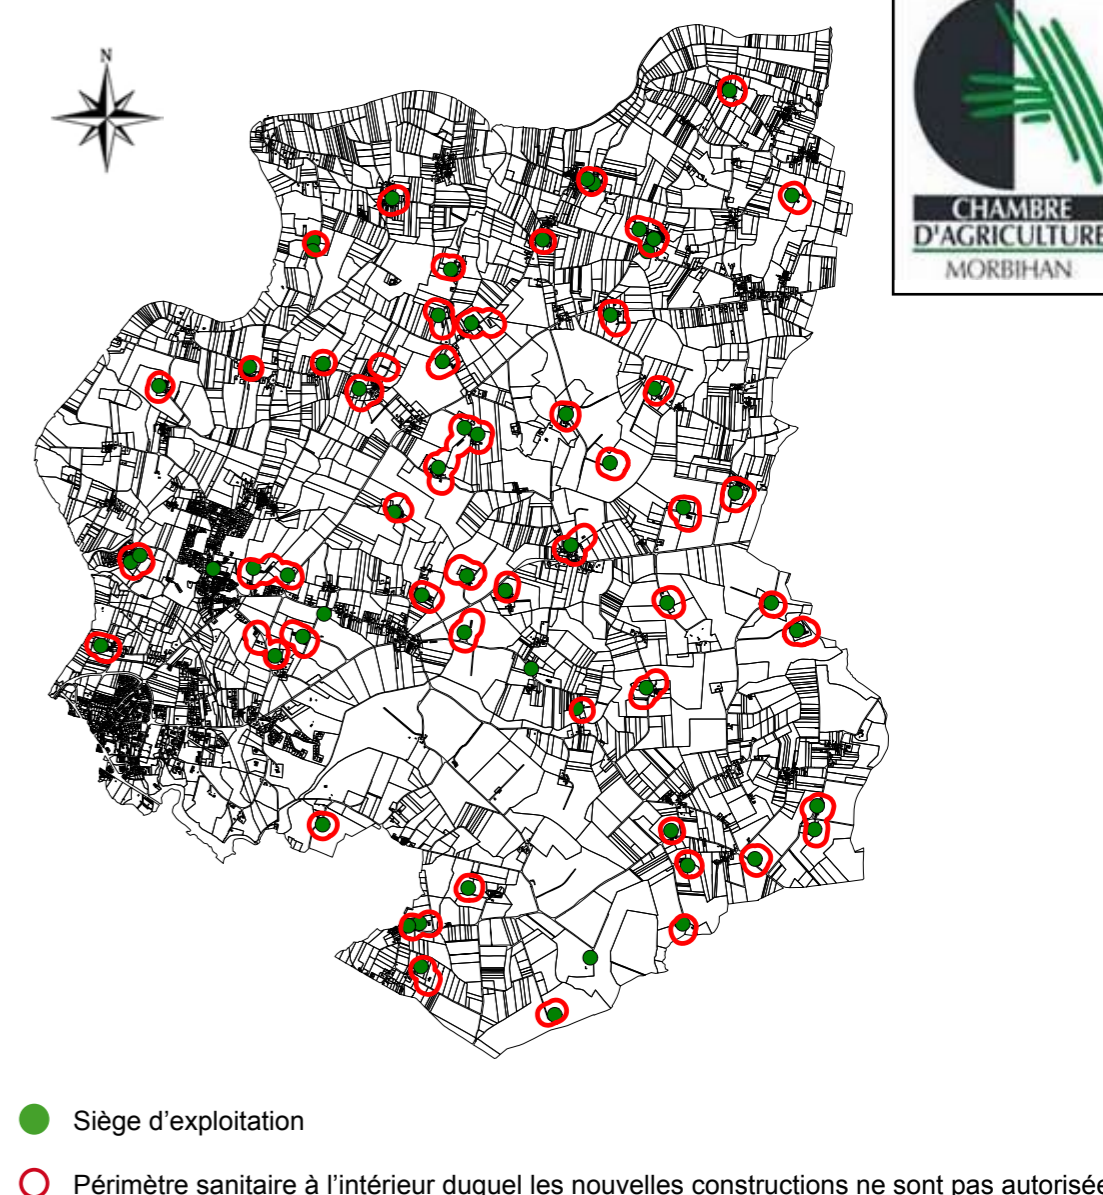 N
CHAMBRE
D'AGRICULTURE
MORBIHAN
Siège d’exploitation
Périmètre sanitaire à l’intérieur duquel les nouvelles constructions ne sont pas autorisée